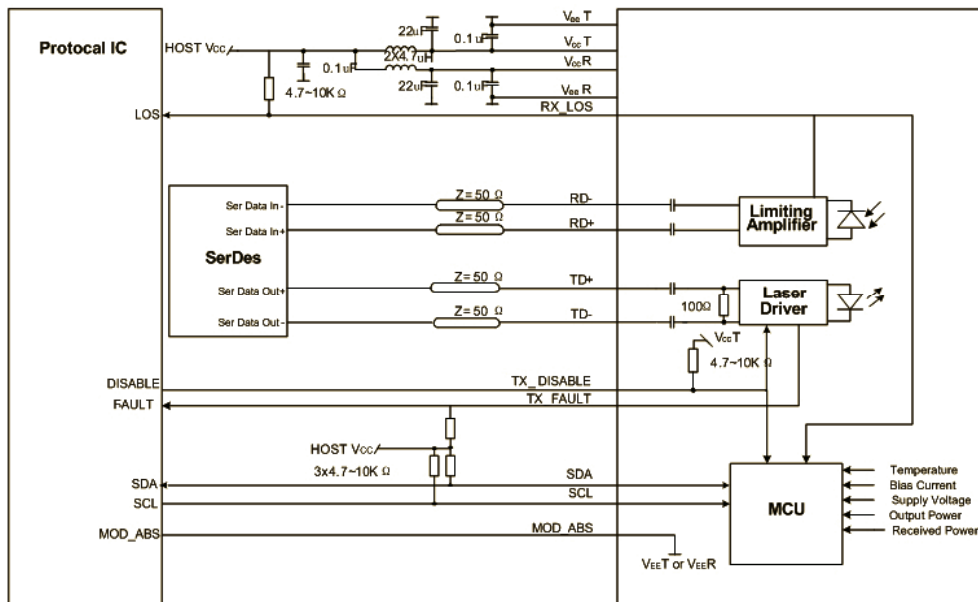 Protocal IC
HOST Vcc
22uF
0.1uF
VeeT
VccT
2X4.7uH
0.1uF
VccR
22uF
0.1uF
VeeR
4.7~10K Ω
LOS
RX_LOS
Z= 50 Ω
Ser Data In -
RD-
Z= 50 Ω
Ser Data In+
RD+
Limiting
Amplifier
SerDes
Z= 50 Ω
Ser Data Out+
TD+
100Ω
Laser
Driver
Z= 50 Ω
Ser Data Out -
TD-
VccT
4.7~10K Ω
DISABLE
TX_DISABLE
FAULT
TX_FAULT
HOST Vcc
3x4.7~10K Ω
SDA
SDA
SCL
SCL
MCU
Temperature
Bias Current
Supply Voltage
Output Power
Received Power
MOD_ABS
MOD_ABS
VEET or VEER